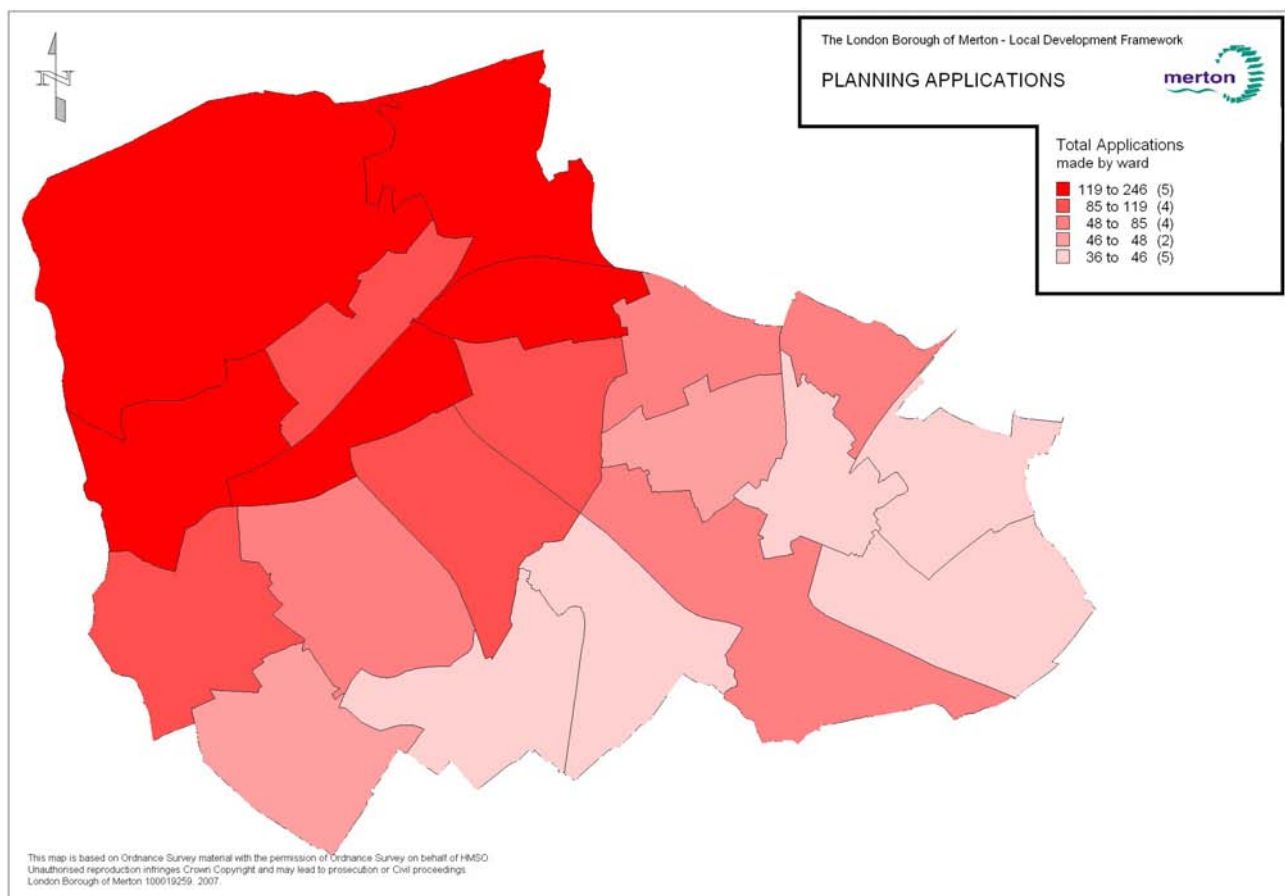 N
The London Borough of Merton - Local Development Framework
PLANNING APPLICATIONS
merton
Total Applications
made by ward
119 to 246 (5)
85 to 119 (4)
48 to 85 (4)
46 to 48 (2)
36 to 46 (5)
This map is based on Ordnance Survey material with the permission of Ordnance Survey on behalf of HMSO
Unauthorised reproduction infringes Crown Copyright and may lead to prosecution or Civil proceedings.
London Borough of Merton 100019259. 2007.